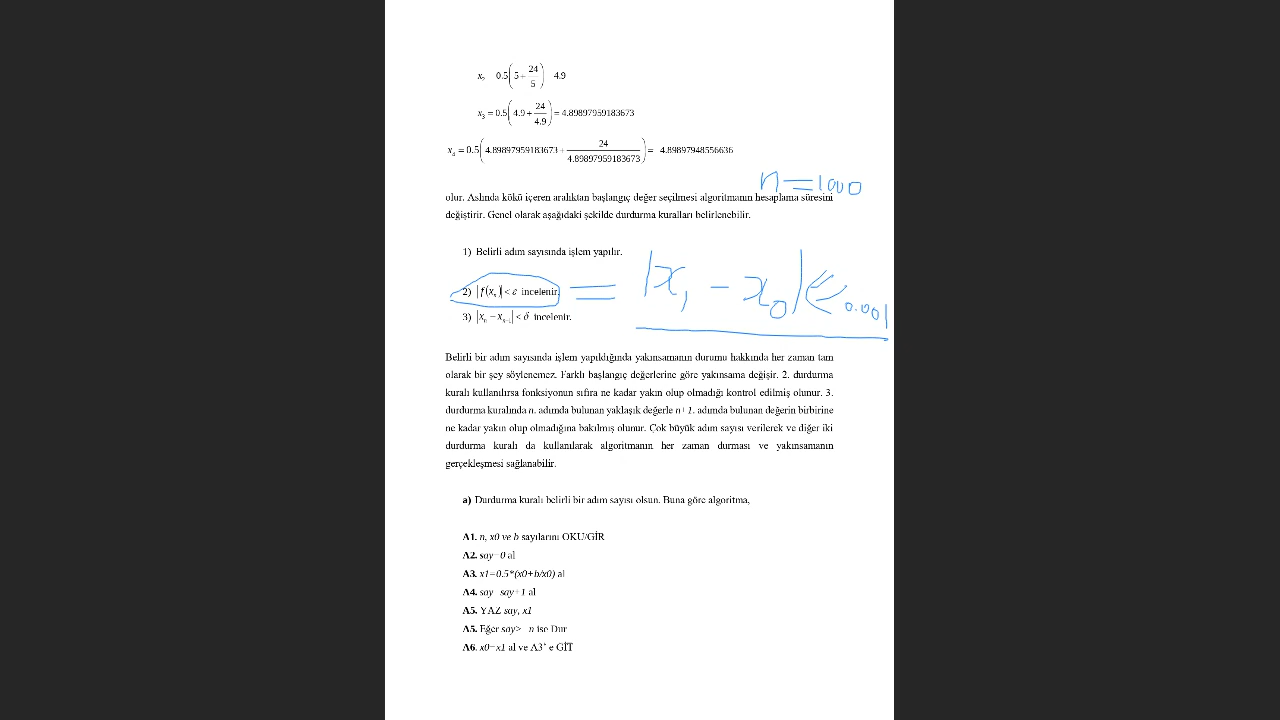 x₂ 0.5(5+24/5) 4.9
x₃ = 0.5(4.9+24/4.9) = 4.89897959183673
x₄ = 0.5(4.89897959183673+24/4.89897959183673) = 4.89897948556636
n=1000
olur. Aslında kökü içeren aralıktan başlangıç değer seçilmesi algoritmanın hesaplama süresini
değiştirir. Genel olarak aşağıdaki şekilde durdurma kuralları belirlenebilir.
1) Belirli adım sayısında işlem yapılır.
2) |f(xₙ)| < ε incelenir. = |x₁ - x₀| ≤ 0.001
3) |xₙ − xₙ₋₁| < δ incelenir.
Belirli bir adım sayısında işlem yapıldığında yakınsamanın durumu hakkında her zaman tam
olarak bir şey söylenemez. Farklı başlangıç değerlerine göre yakınsama değişir. 2. durdurma
kuralı kullanılırsa fonksiyonun sıfıra ne kadar yakın olup olmadığı kontrol edilmiş olunur. 3.
durdurma kuralında n. adımda bulunan yaklaşık değerle n+1. adımda bulunan değerin birbirine
ne kadar yakın olup olmadığına bakılmış olunur. Çok büyük adım sayısı verilerek ve diğer iki
durdurma kuralı da kullanılarak algoritmanın her zaman durması ve yakınsamanın
gerçekleşmesi sağlanabilir.
a) Durdurma kuralı belirli bir adım sayısı olsun. Buna göre algoritma,
A1. n, x0 ve b sayılarını OKU/GİR
A2. say=0 al
A3. x1=0.5*(x0+b/x0) al
A4. say=say+1 al
A5. YAZ say, x1
A5. Eğer say>=n ise Dur
A6. x0=x1 al ve A3' e GİT